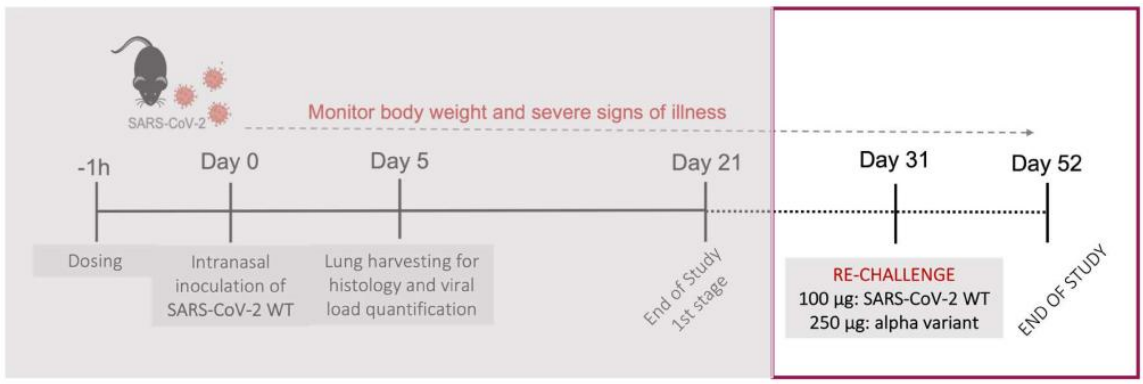 SARS-CoV-2
Monitor body weight and severe signs of illness
-1h
Day 0
Day 5
Day 21
Day 31
Day 52
Dosing
Intranasal
inoculation of
SARS-CoV-2 WT
Lung harvesting for
histology and viral
load quantification
End of Study
1st stage
RE-CHALLENGE
100 µg: SARS-CoV-2 WT
250 µg: alpha variant
END OF STUDY